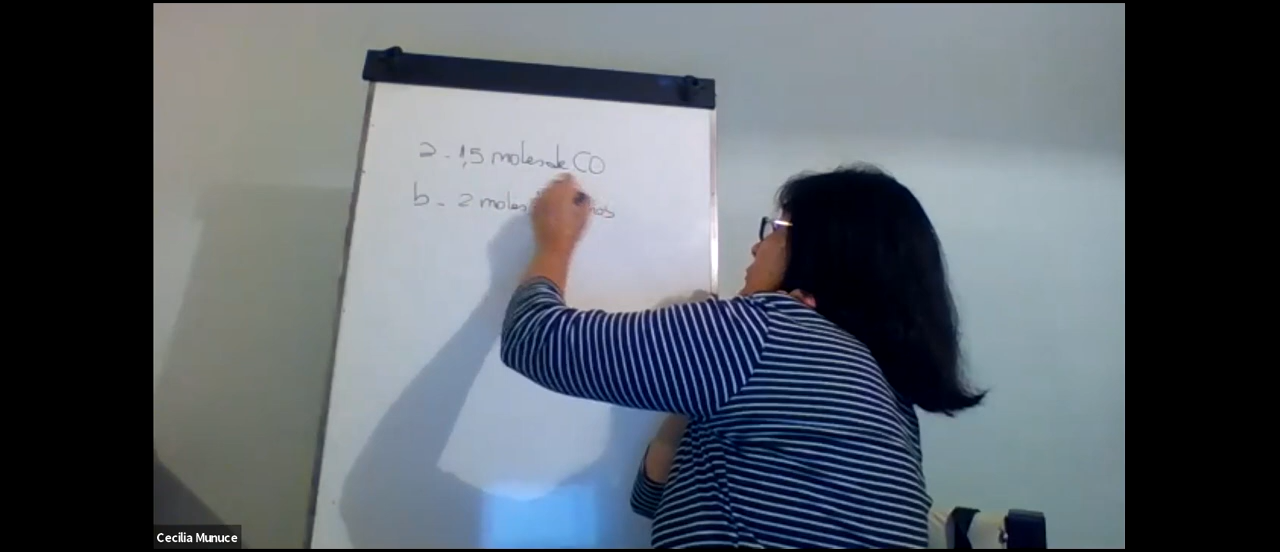 a - 1,5 moles de CO
b - 2 moles
Cecilia Munuce